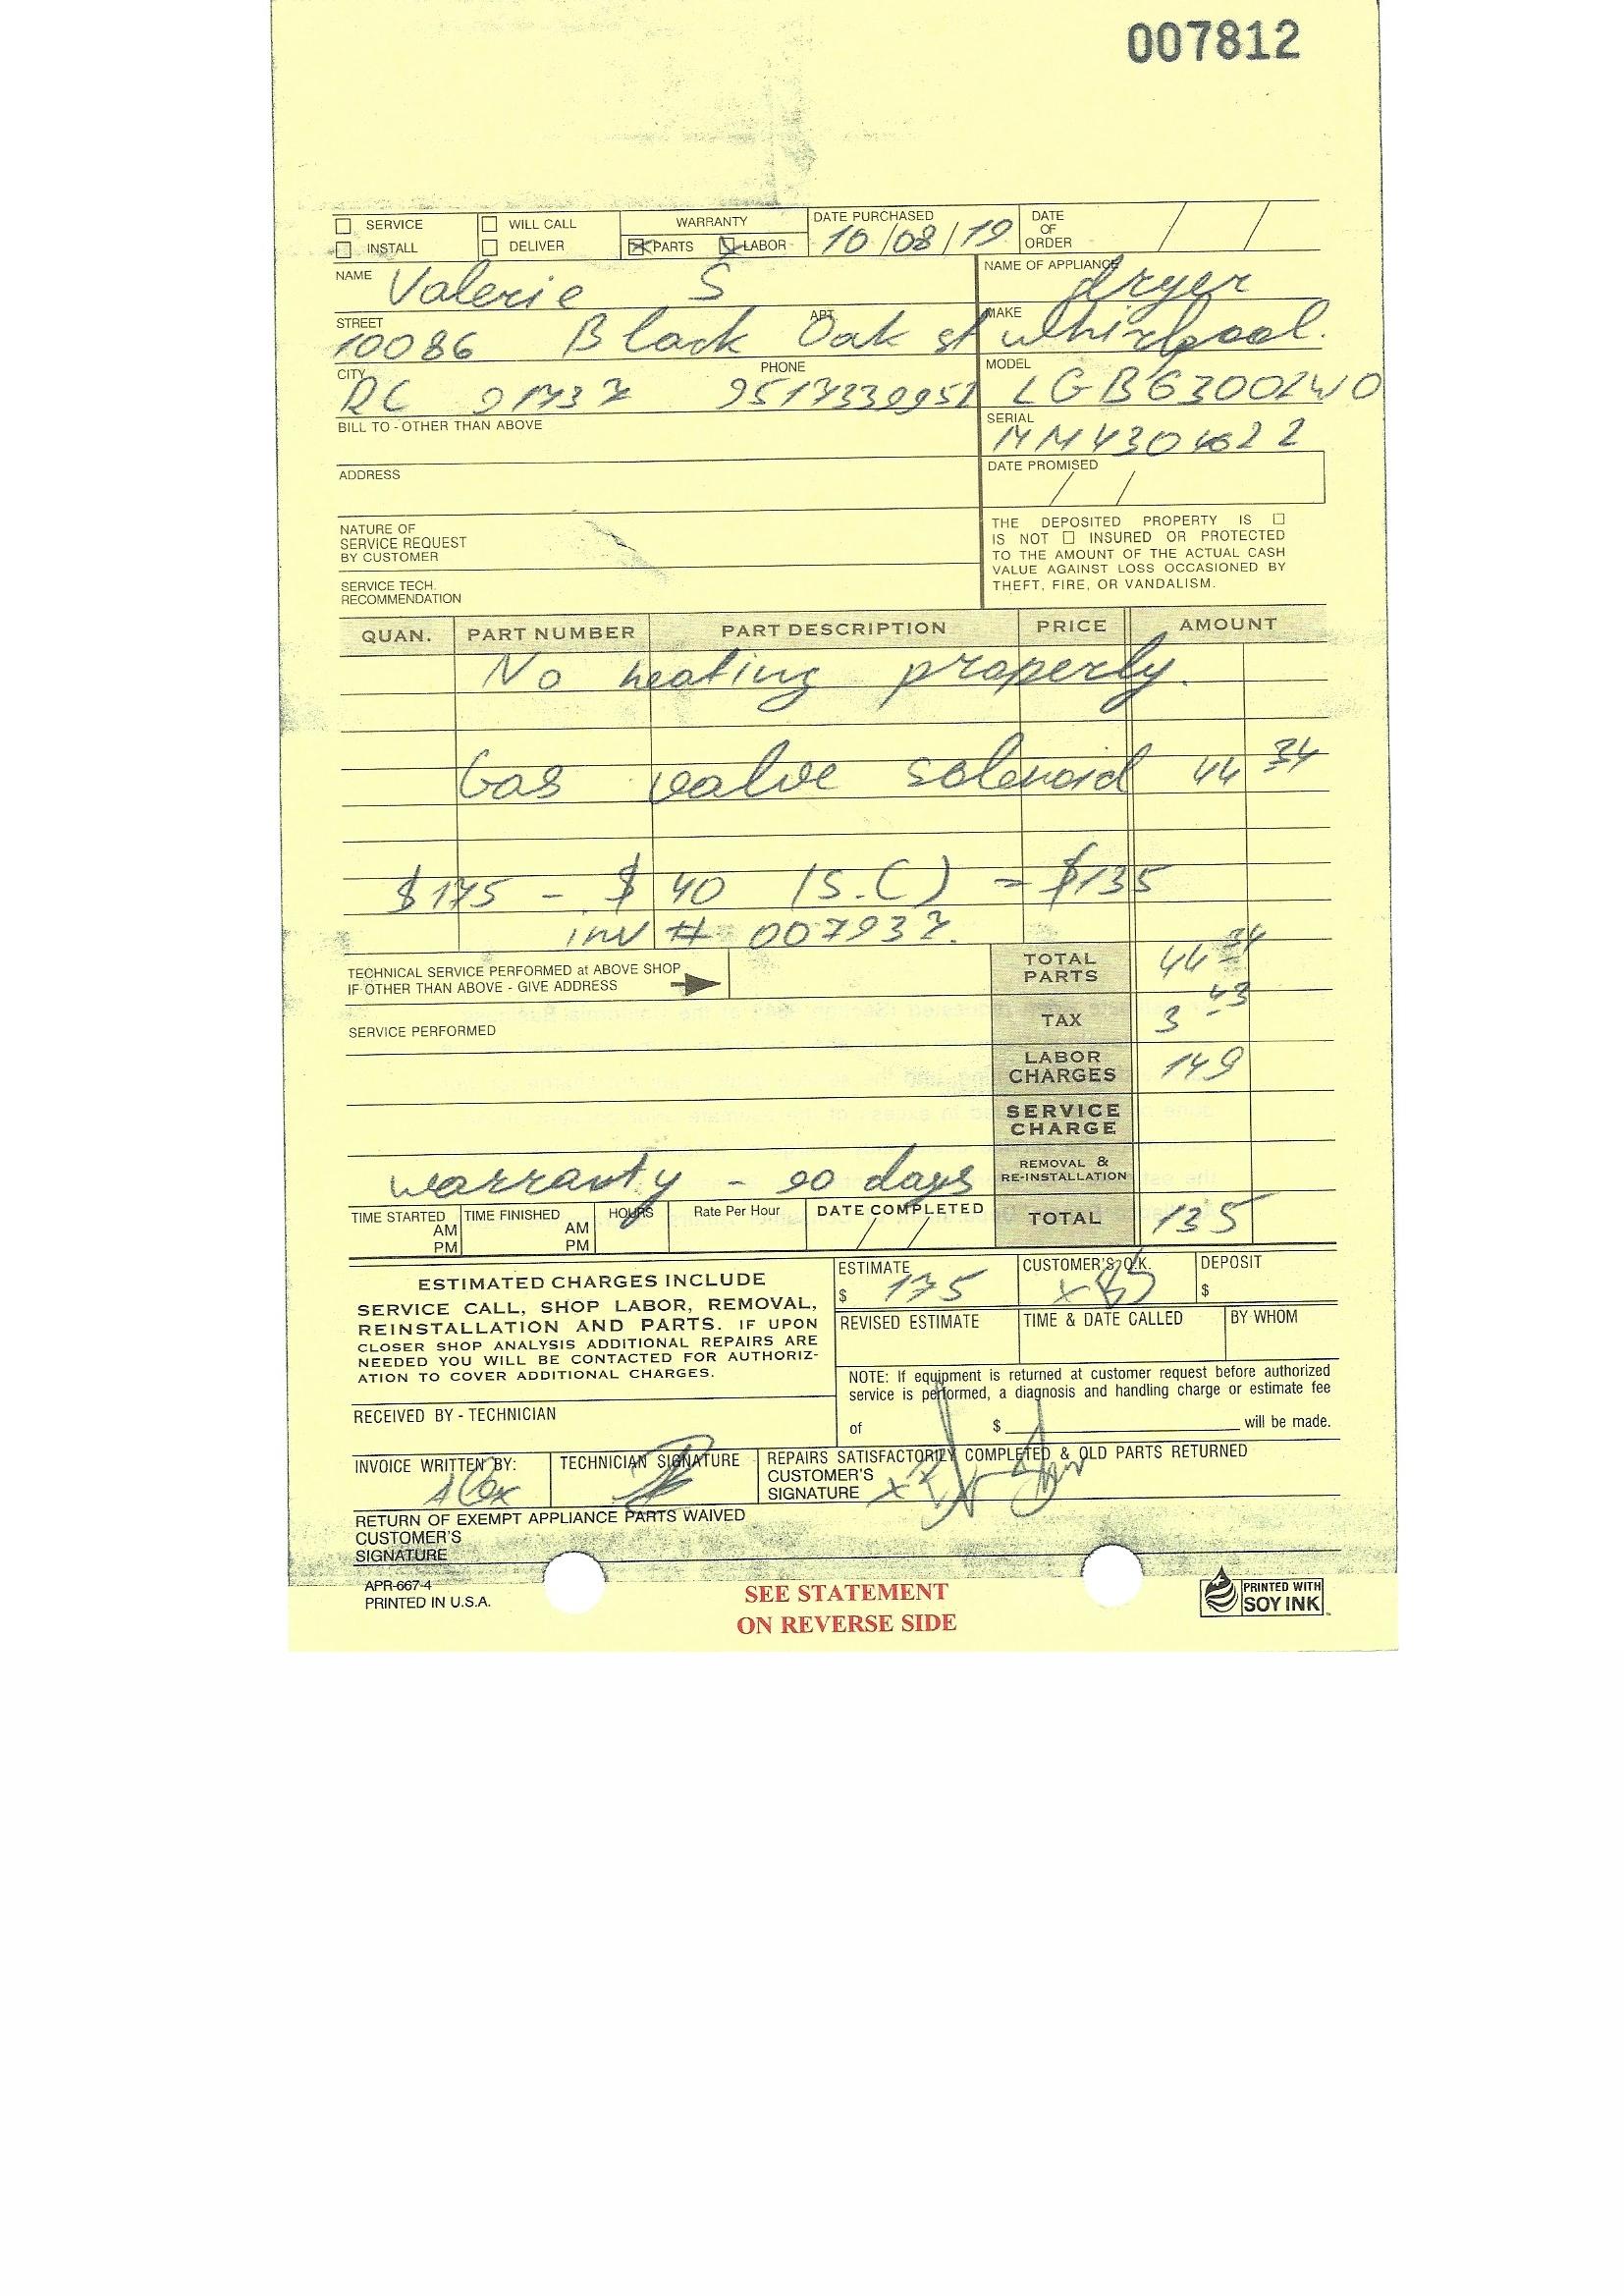 007812
SERVICE WILL CALL WARRANTY DATE PURCHASED DATE OF ORDER
INSTALL DELIVER PARTS LABOR 10/08/19 / /
NAME Valerie S
NAME OF APPLIANCE dryer
STREET 10086 Black Oak st APT.
MAKE whirlpool.
CITY RC 91737 PHONE 9517339951
MODEL LGB6300LW0
BILL TO - OTHER THAN ABOVE
SERIAL
ADDRESS
DATE PROMISED / /
NATURE OF
SERVICE REQUEST
BY CUSTOMER
SERVICE TECH.
RECOMMENDATION
THE DEPOSITED PROPERTY IS
IS NOT INSURED OR PROTECTED
TO THE AMOUNT OF THE ACTUAL CASH
VALUE AGAINST LOSS OCCASIONED BY
THEFT, FIRE, OR VANDALISM.
QUAN. PART NUMBER PART DESCRIPTION PRICE AMOUNT
No heating properly.
Gas valve solenoid 44 34
$175 - $40 (S.C) = $135
inv # 007937.
TECHNICAL SERVICE PERFORMED at ABOVE SHOP
IF OTHER THAN ABOVE - GIVE ADDRESS
TOTAL PARTS 44 34
SERVICE PERFORMED
TAX 3 43
LABOR CHARGES 149
SERVICE CHARGE
warranty - 90 days
REMOVAL & RE-INSTALLATION
TIME STARTED AM PM TIME FINISHED AM PM HOURS Rate Per Hour DATE COMPLETED / /
TOTAL 135
ESTIMATED CHARGES INCLUDE
SERVICE CALL, SHOP LABOR, REMOVAL,
REINSTALLATION AND PARTS. IF UPON
CLOSER SHOP ANALYSIS ADDITIONAL REPAIRS ARE
NEEDED YOU WILL BE CONTACTED FOR AUTHORIZ-
ATION TO COVER ADDITIONAL CHARGES.
ESTIMATE $ 175 CUSTOMER'S O.K. x DEPOSIT $
REVISED ESTIMATE TIME & DATE CALLED BY WHOM
NOTE: If equipment is returned at customer request before authorized
service is performed, a diagnosis and handling charge or estimate fee
of $ will be made.
RECEIVED BY - TECHNICIAN
INVOICE WRITTEN BY: Alex
TECHNICIAN SIGNATURE
REPAIRS SATISFACTORILY COMPLETED & OLD PARTS RETURNED
CUSTOMER'S
SIGNATURE x
RETURN OF EXEMPT APPLIANCE PARTS WAIVED
CUSTOMER'S
SIGNATURE
APR-667-4
PRINTED IN U.S.A.
SEE STATEMENT
ON REVERSE SIDE
PRINTED WITH
SOY INK